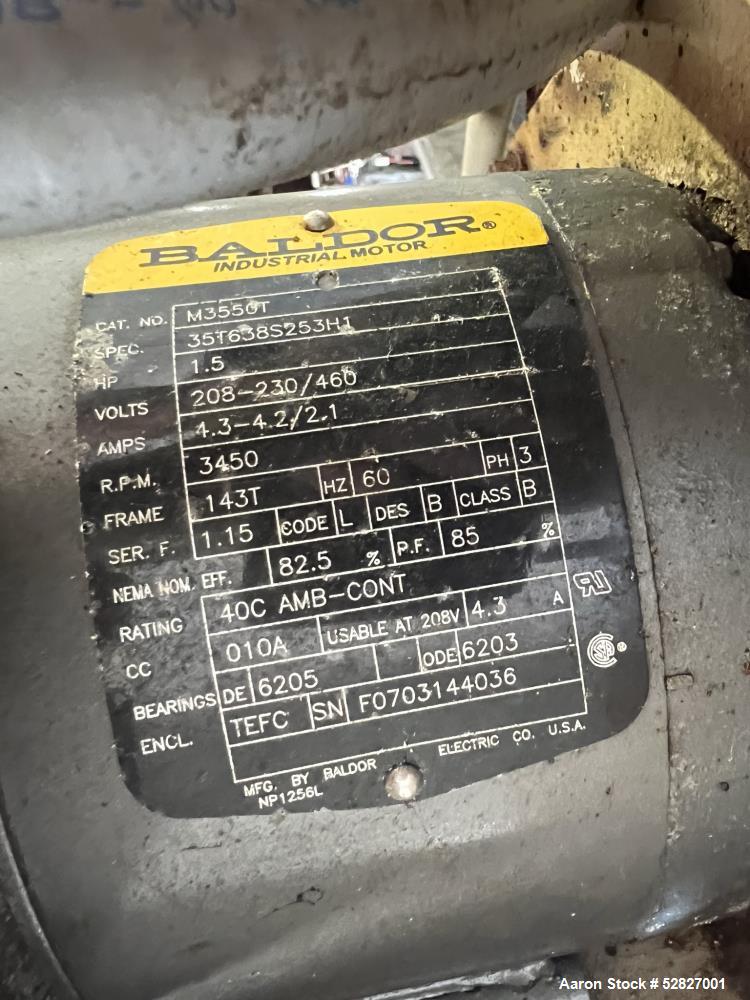 BALDOR®
INDUSTRIAL MOTOR
CAT. NO. M3550T
SPEC. 35T638S253H1
HP 1.5
VOLTS 208-230/460
AMPS 4.3-4.2/2.1
R.P.M. 3450
FRAME 143T HZ 60 PH 3
SER. F. 1.15 CODE L DES B CLASS B
NEMA NOM. EFF. 82.5 % P.F. 85 %
RATING 40C AMB-CONT
CC 010A USABLE AT 208V 4.3 A
BEARINGS DE 6205 ODE 6203
ENCL. TEFC SN F0703144036
MFG. BY BALDOR ELECTRIC CO. U.S.A.
NP1256L
Aaron Stock # 52827001